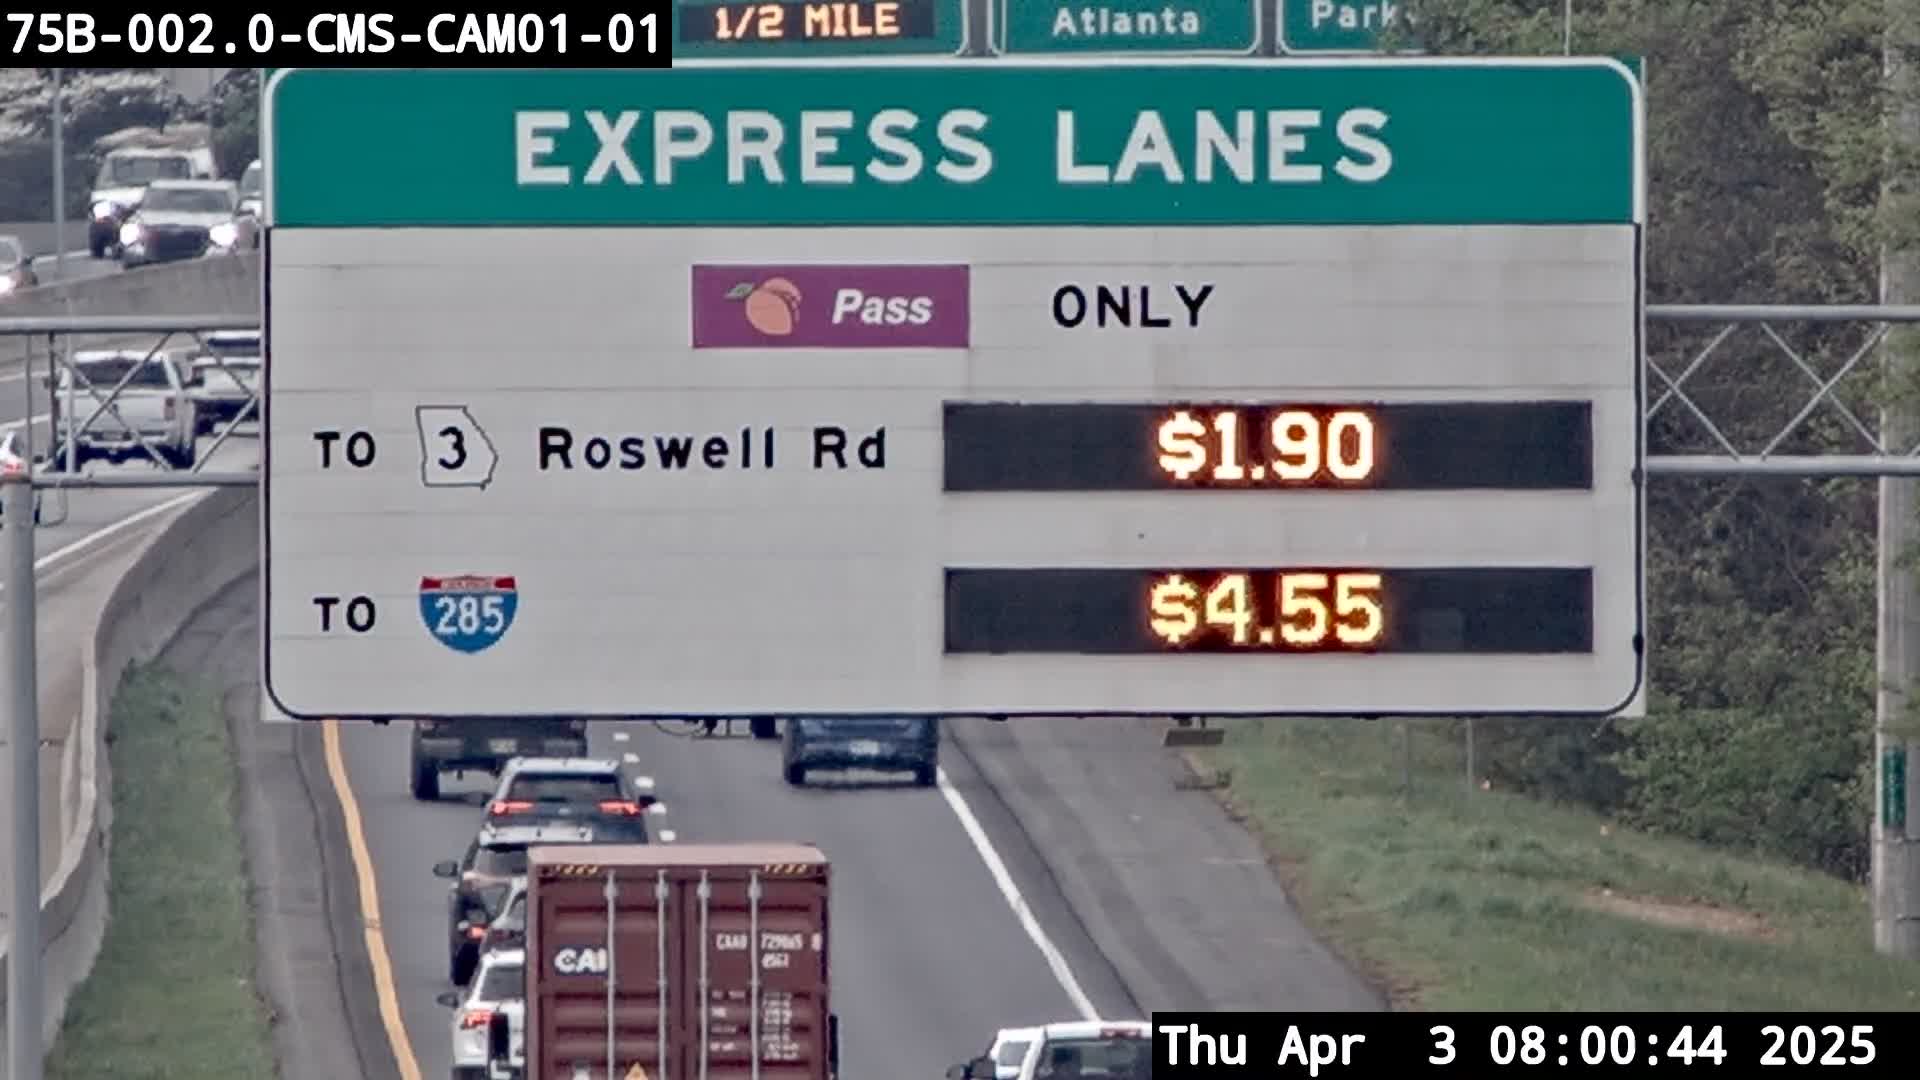 75B-002.0-CMS-CAM01-01
1/2 MILE
Atlanta
Park
EXPRESS LANES
Pass ONLY
TO 3 Roswell Rd $1.90
TO 285 $4.55
CAI
Thu Apr 3 08:00:44 2025